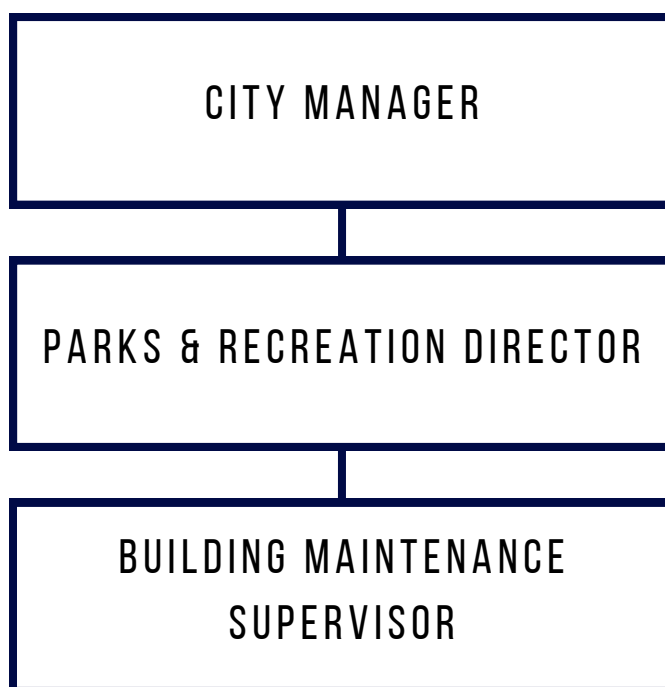 CITY MANAGER
PARKS & RECREATION DIRECTOR
BUILDING MAINTENANCE
SUPERVISOR